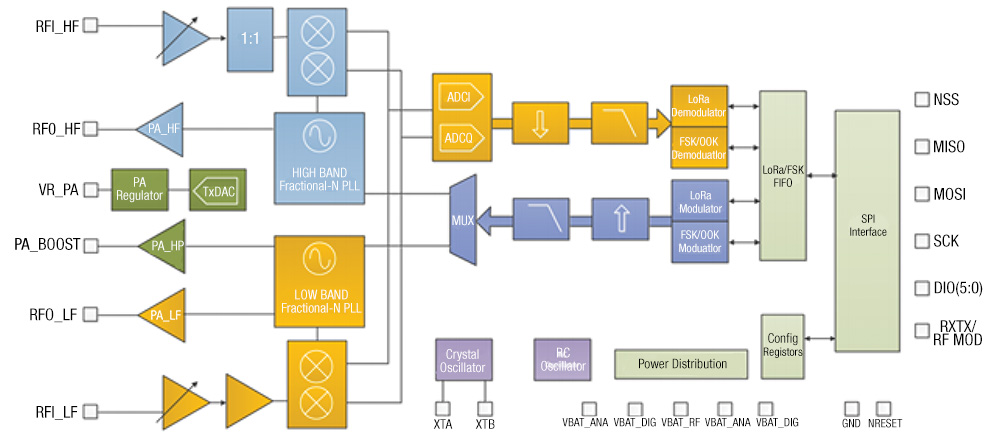 RFI_HF
1:1
RFO_HF
PA_HF
HIGH BAND
Fractional-N PLL
VR_PA
PA
Regulator
TxDAC
PA_BOOST
PA_HP
LOW BAND
Fractional-N PLL
RFO_LF
PA_LF
RFI_LF
ADCI
ADCQ
MUX
LoRa
Demodulator
FSK/OOK
Demoduatlor
LoRa
Modulator
FSK/OOK
Moduatlor
LoRa/FSK
FIFO
SPI
Interface
NSS
MISO
MOSI
SCK
DIO(5:0)
RXTX/
RF MOD
Crystal
Oscillator
RC
Oscillator
Power Distribution
Config
Registors
XTA
XTB
VBAT_ANA
VBAT_DIG
VBAT_RF
VBAT_ANA
VBAT_DIG
GND
NRESET